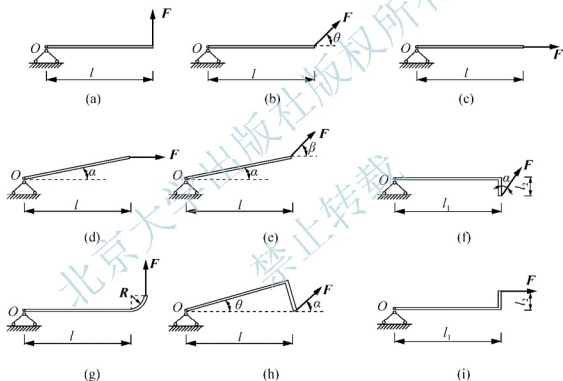 F
O
l
(a)
F
θ
O
l
(b)
O
F
l
(c)
F
O
α
l
(d)
F
β
O
α
l
(e)
F
O
α
l₂
l₁
(f)
F
R
O
l
(g)
F
O
θ
α
l
(h)
F
O
l₂
l₁
(i)
北京大学出版社版权所有
禁止转载